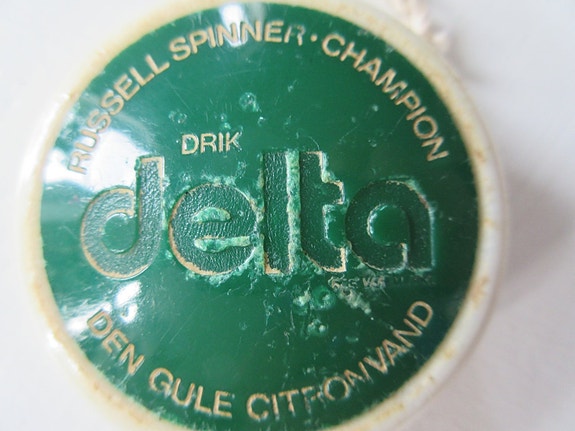 RUSSELL SPINNER · CHAMPION
DRIK
delta
DEN GULE CITRONVAND